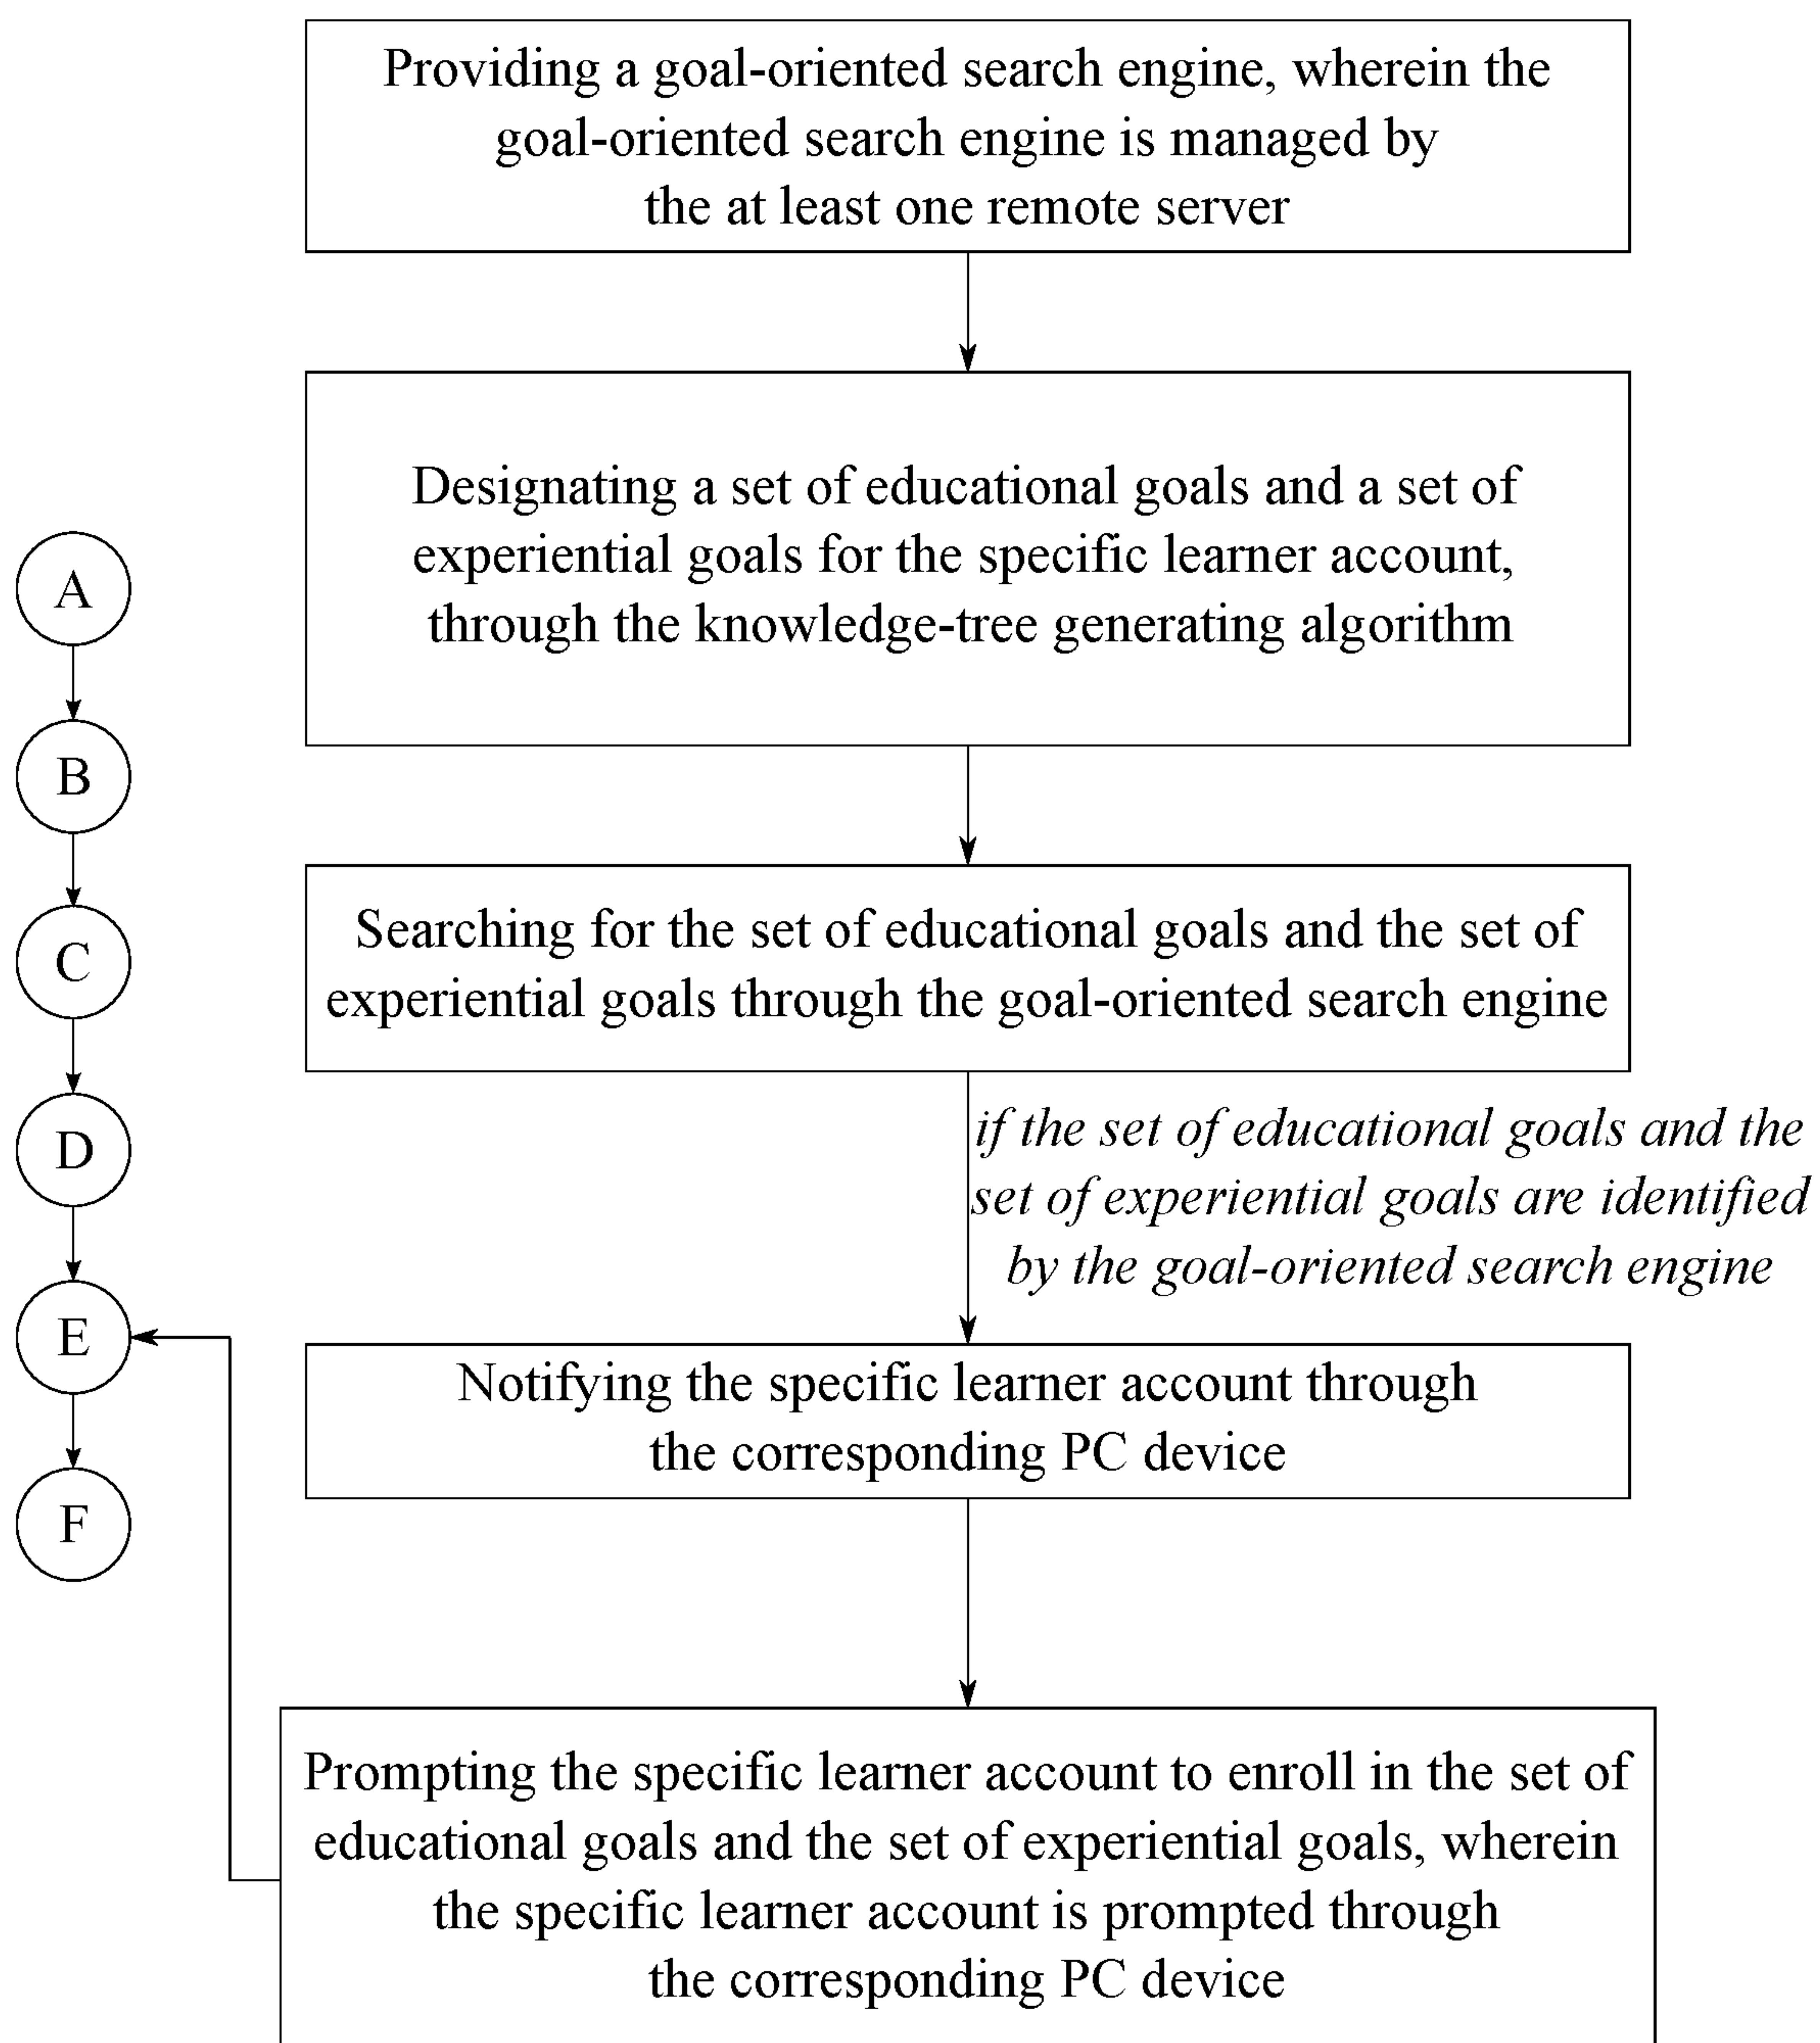 Providing a goal-oriented search engine, wherein the
goal-oriented search engine is managed by
the at least one remote server
Designating a set of educational goals and a set of
experiential goals for the specific learner account,
through the knowledge-tree generating algorithm
Searching for the set of educational goals and the set of
experiential goals through the goal-oriented search engine
if the set of educational goals and the
set of experiential goals are identified
by the goal-oriented search engine
Notifying the specific learner account through
the corresponding PC device
Prompting the specific learner account to enroll in the set of
educational goals and the set of experiential goals, wherein
the specific learner account is prompted through
the corresponding PC device
A
B
C
D
E
F